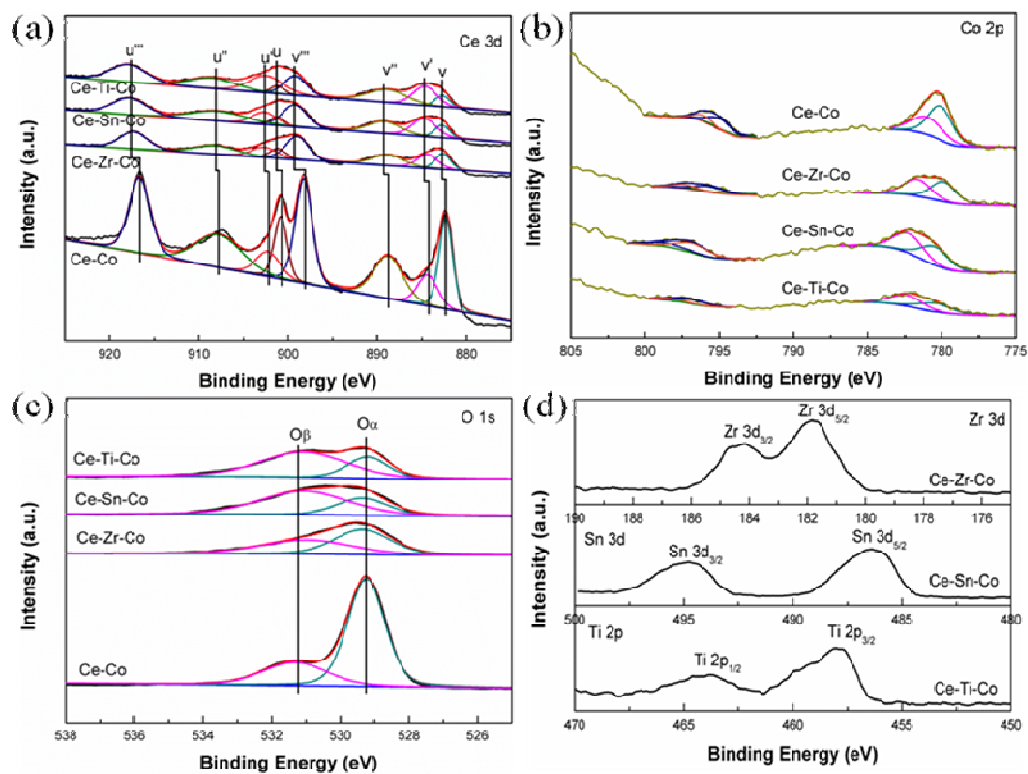 (a)
Ce 3d
u''' u'' u' u v''' v'' v' v
Ce-Ti-Co
Ce-Sn-Co
Ce-Zr-Co
Ce-Co
Intensity (a.u.)
920 910 900 890 880
Binding Energy (eV)
(b)
Co 2p
Ce-Co
Ce-Zr-Co
Ce-Sn-Co
Ce-Ti-Co
Intensity (a.u.)
805 800 795 790 785 780 775
Binding Energy (eV)
(c)
O 1s
Oβ Oα
Ce-Ti-Co
Ce-Sn-Co
Ce-Zr-Co
Ce-Co
Intensity (a.u.)
538 536 534 532 530 528 526
Binding Energy (eV)
(d)
Zr 3d
Zr 3d3/2 Zr 3d5/2
Ce-Zr-Co
190 188 186 184 182 180 178 176
Sn 3d
Sn 3d3/2 Sn 3d5/2
Ce-Sn-Co
500 495 490 485 480
Ti 2p
Ti 2p1/2 Ti 2p3/2
Ce-Ti-Co
Intensity (a.u.)
470 465 460 455 450
Binding Energy (eV)